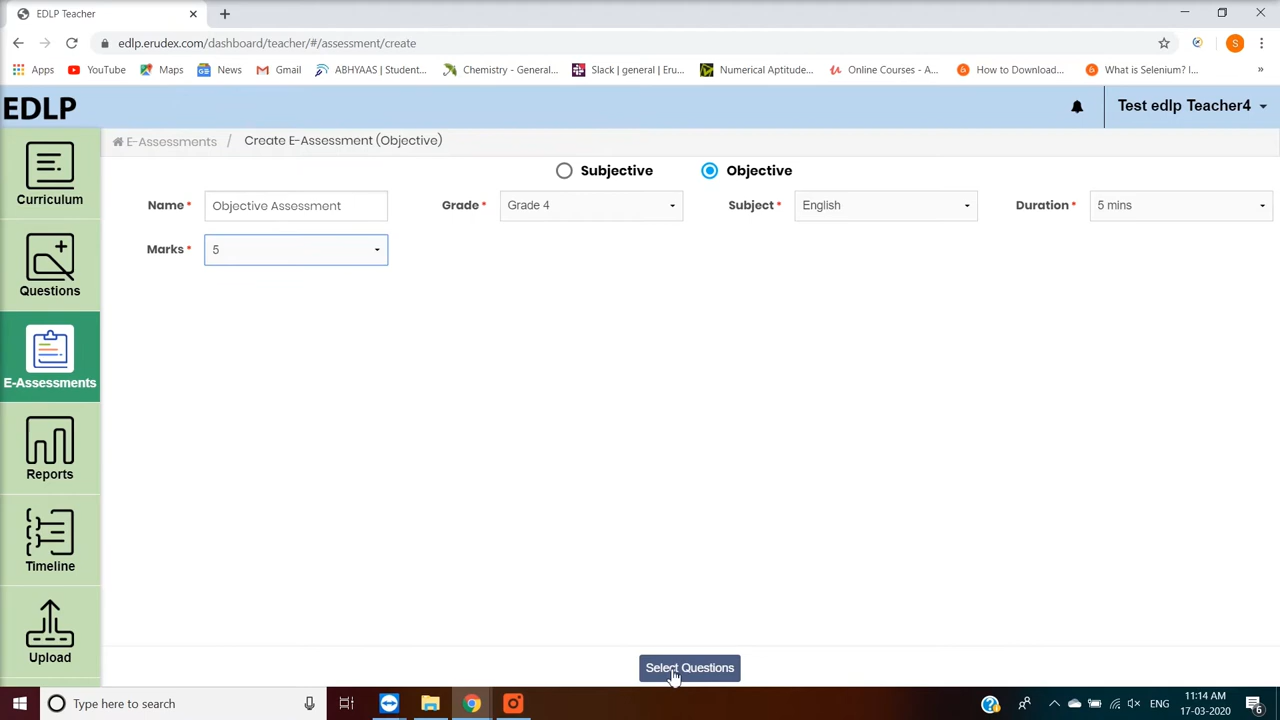 EDLP Teacher
edlp.erudex.com/dashboard/teacher/#/assessment/create
S
Apps YouTube Maps News Gmail ABHYAAS | Student... Chemistry - General... Slack | general | Eru... Numerical Aptitude... Online Courses - A... How to Download... What is Selenium? I... »
EDLP
Test edlp Teacher4
E-Assessments / Create E-Assessment (Objective)
Subjective Objective
Name * Objective Assessment Grade * Grade 4 Subject * English Duration * 5 mins
Marks * 5
Curriculum
Questions
E-Assessments
Reports
Timeline
Upload
Select Questions
Type here to search
ENG
11:14 AM
17-03-2020
6